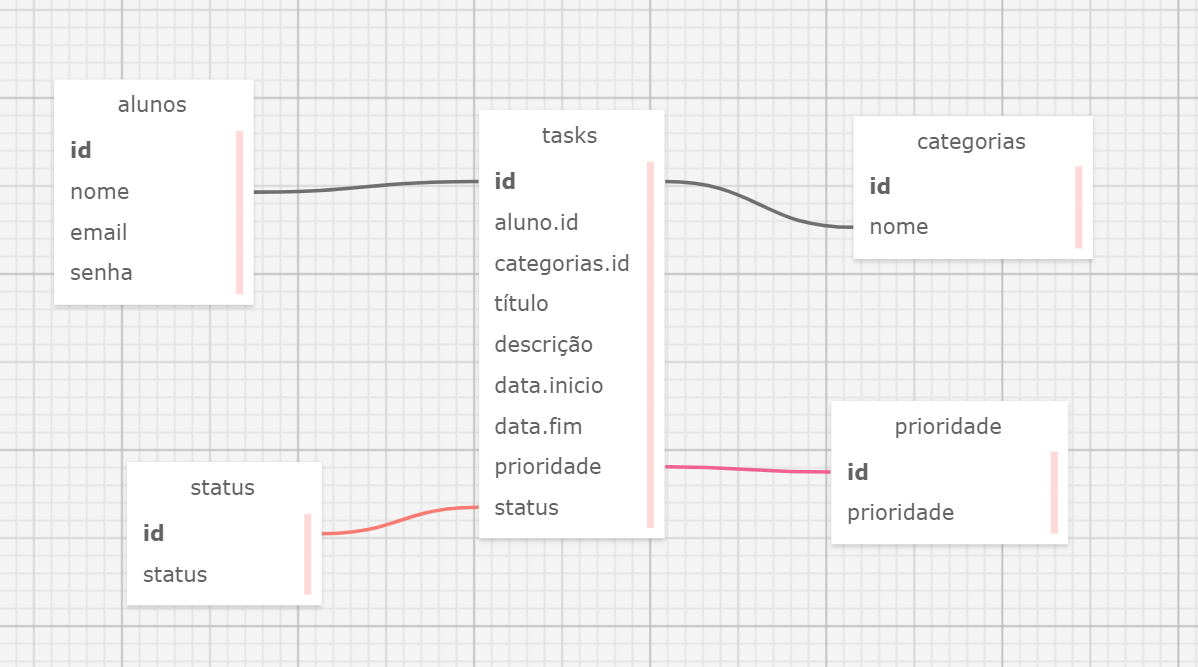 alunos
id
nome
email
senha
tasks
id
aluno.id
categorias.id
título
descrição
data.inicio
data.fim
prioridade
status
categorias
id
nome
prioridade
id
prioridade
status
id
status